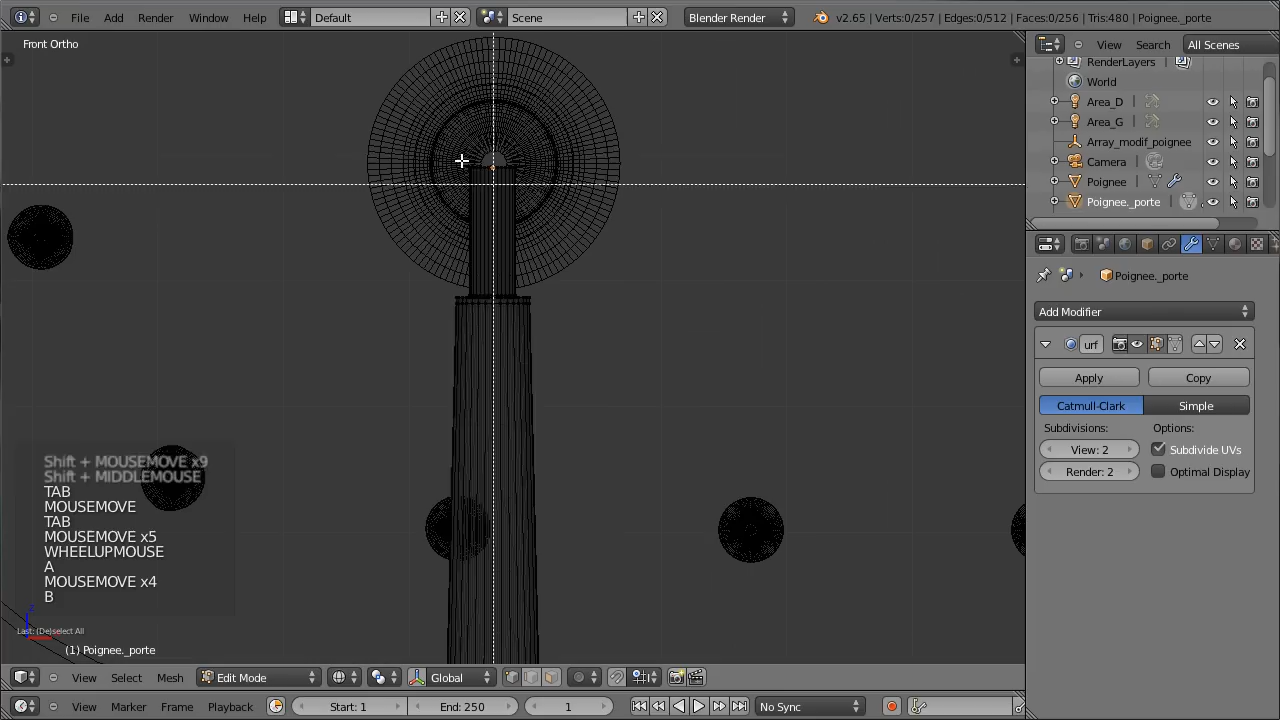 File Add Render Window Help Default Scene Blender Render v2.65 | Verts:0/257 | Edges:0/512 | Faces:0/256 | Tris:480 | Poignee._porte
Front Ortho
View Search All Scenes
RenderLayers
World
Area_D
Area_G
Array_modif_poignee
Camera
Poignee
Poignee._porte
Poignee._porte
Add Modifier
urf
Apply Copy
Catmull-Clark Simple
Subdivisions: Options:
View: 2 Subdivide UVs
Render: 2 Optimal Display
Shift + MOUSEMOVE x9
Shift + MIDDLEMOUSE
TAB
MOUSEMOVE
TAB
MOUSEMOVE x5
WHEELUPMOUSE
A
MOUSEMOVE x4
B
z
Last: (De)select All
(1) Poignee._porte
View Select Mesh Edit Mode Global
View Marker Frame Playback Start: 1 End: 250 1 No Sync